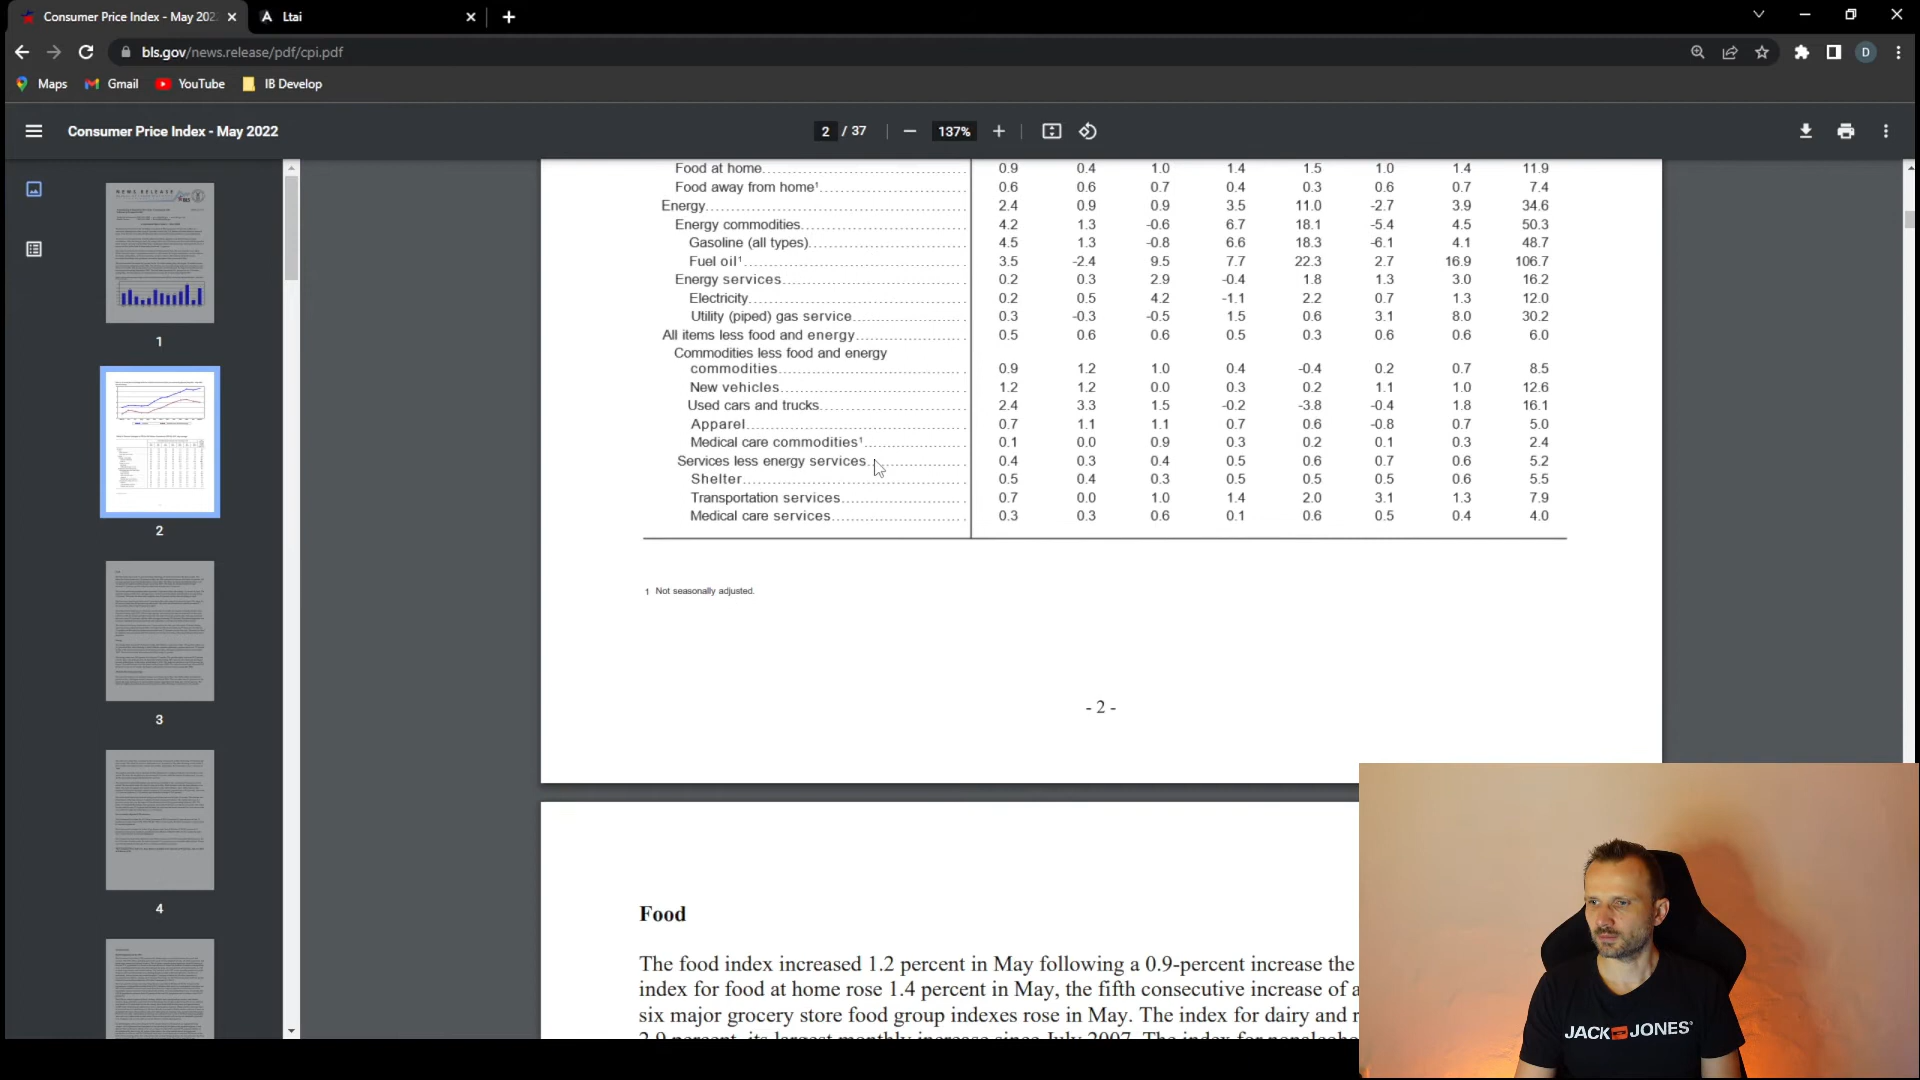 Consumer Price Index - May 202
Ltai
bls.gov/news.release/pdf/cpi.pdf
D
Maps
Gmail
YouTube
IB Develop
Consumer Price Index - May 2022
2 / 37
137%
Food at home 0.9 0.4 1.0 1.4 1.5 1.0 1.4 11.9
Food away from home¹ 0.6 0.6 0.7 0.4 0.3 0.6 0.7 7.4
Energy 2.4 0.9 0.9 3.5 11.0 -2.7 3.9 34.6
Energy commodities 4.2 1.3 -0.6 6.7 18.1 -5.4 4.5 50.3
Gasoline (all types) 4.5 1.3 -0.8 6.6 18.3 -6.1 4.1 48.7
Fuel oil¹ 3.5 -2.4 9.5 7.7 22.3 2.7 16.9 106.7
Energy services 0.2 0.3 2.9 -0.4 1.8 1.3 3.0 16.2
Electricity 0.2 0.5 4.2 -1.1 2.2 0.7 1.3 12.0
Utility (piped) gas service 0.3 -0.3 -0.5 1.5 0.6 3.1 8.0 30.2
All items less food and energy 0.5 0.6 0.6 0.5 0.3 0.6 0.6 6.0
Commodities less food and energy
commodities 0.9 1.2 1.0 0.4 -0.4 0.2 0.7 8.5
New vehicles 1.2 1.2 0.0 0.3 0.2 1.1 1.0 12.6
Used cars and trucks 2.4 3.3 1.5 -0.2 -3.8 -0.4 1.8 16.1
Apparel 0.7 1.1 1.1 0.7 0.6 -0.8 0.7 5.0
Medical care commodities¹ 0.1 0.0 0.9 0.3 0.2 0.1 0.3 2.4
Services less energy services 0.4 0.3 0.4 0.5 0.6 0.7 0.6 5.2
Shelter 0.5 0.4 0.3 0.5 0.5 0.5 0.6 5.5
Transportation services 0.7 0.0 1.0 1.4 2.0 3.1 1.3 7.9
Medical care services 0.3 0.3 0.6 0.1 0.6 0.5 0.4 4.0
1 Not seasonally adjusted.
- 2 -
Food
The food index increased 1.2 percent in May following a 0.9-percent increase the
index for food at home rose 1.4 percent in May, the fifth consecutive increase of a
six major grocery store food group indexes rose in May. The index for dairy and r
2.9 percent, its largest monthly increase since July 2007. The index for nonalcoho
1
2
3
4
JACK JONES®